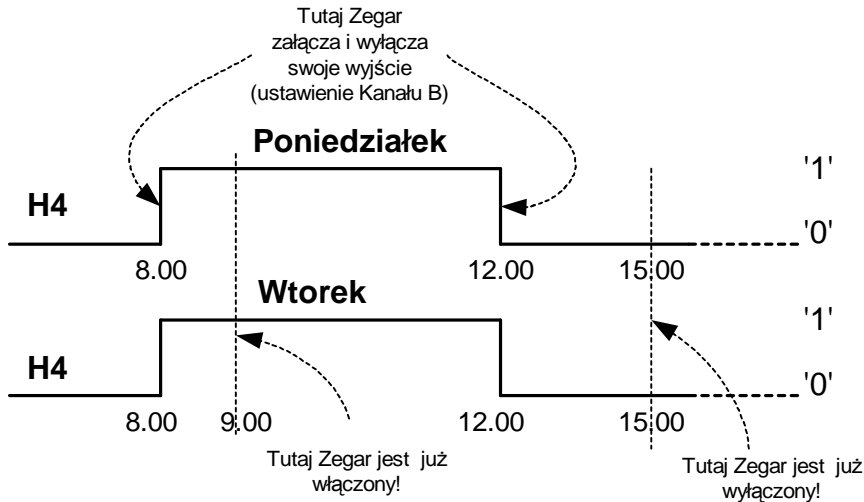 Tutaj Zegar
załącza i wyłącza
swoje wyjście
(ustawienie Kanału B)
Poniedziałek
'1'
H4
'0'
8.00 12.00 15.00
Wtorek
'1'
H4
'0'
8.00 9.00 12.00 15.00
Tutaj Zegar jest już
włączony!
Tutaj Zegar jest już
wyłączony!